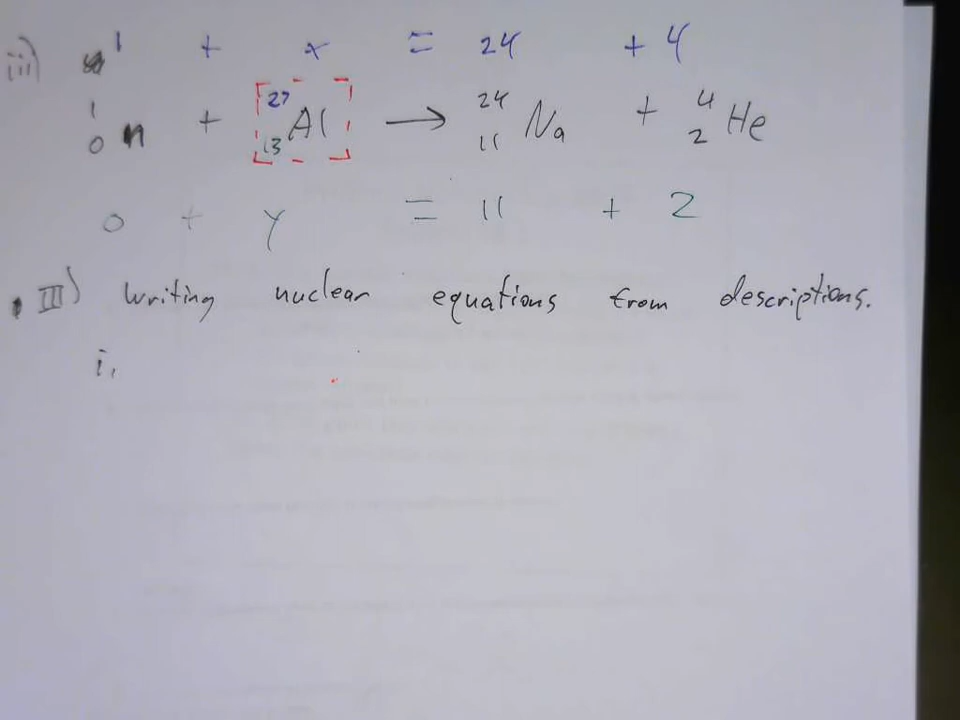 iii) 1 + x = 24 + 4
1 0 n + 27 13 Al → 24 11 Na + 4 2 He
0 + y = 11 + 2
III) Writing nuclear equations from descriptions.
i,